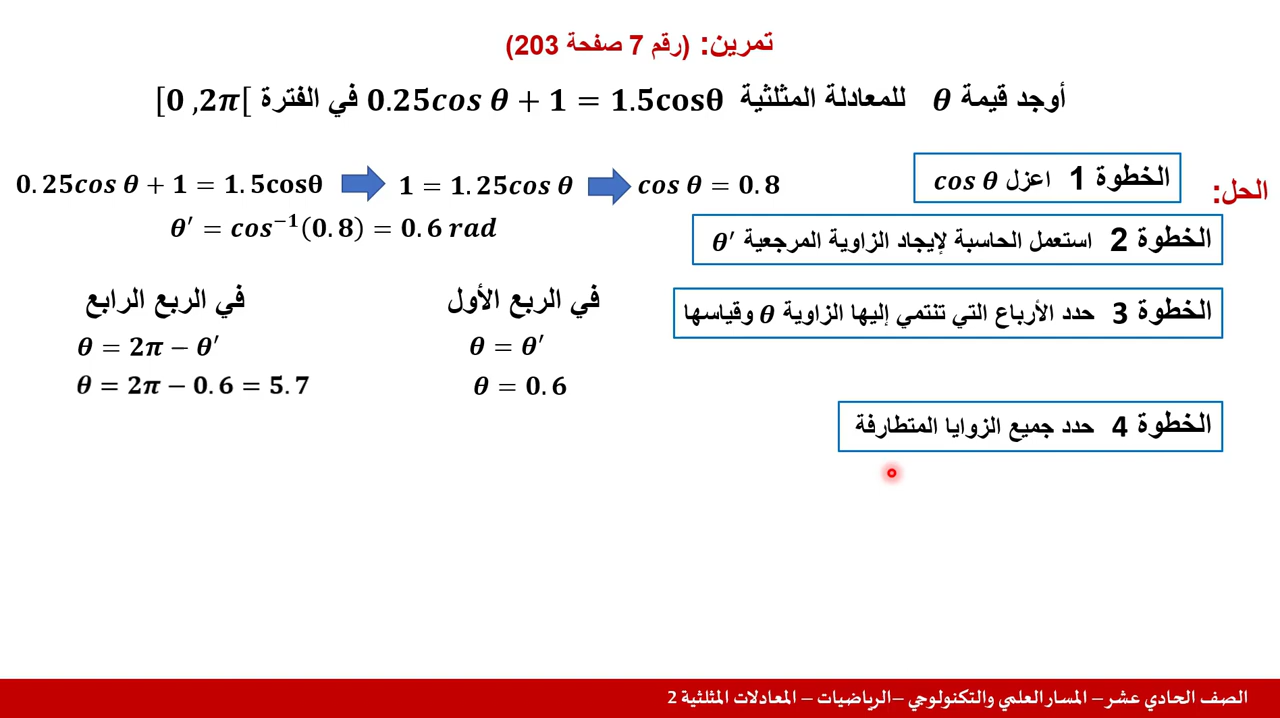 تمرين: (رقم 7 صفحة 203)
أوجد قيمة θ للمعادلة المثلثية 0.25cos θ + 1 = 1.5cosθ في الفترة [0 ,2π[
الحل:
الخطوة 1 اعزل cos θ
0.25cos θ + 1 = 1.5cosθ
1 = 1.25cos θ
cos θ = 0.8
الخطوة 2 استعمل الحاسبة لإيجاد الزاوية المرجعية θ′
θ′ = cos⁻¹(0.8) = 0.6 rad
الخطوة 3 حدد الأرباع التي تنتمي إليها الزاوية θ وقياسها
في الربع الأول
θ = θ′
θ = 0.6
في الربع الرابع
θ = 2π − θ′
θ = 2π − 0.6 = 5.7
الخطوة 4 حدد جميع الزوايا المتطارفة
الصف الحادي عشر – المسار العلمي والتكنولوجي –الرياضيات – المعادلات المثلثية 2